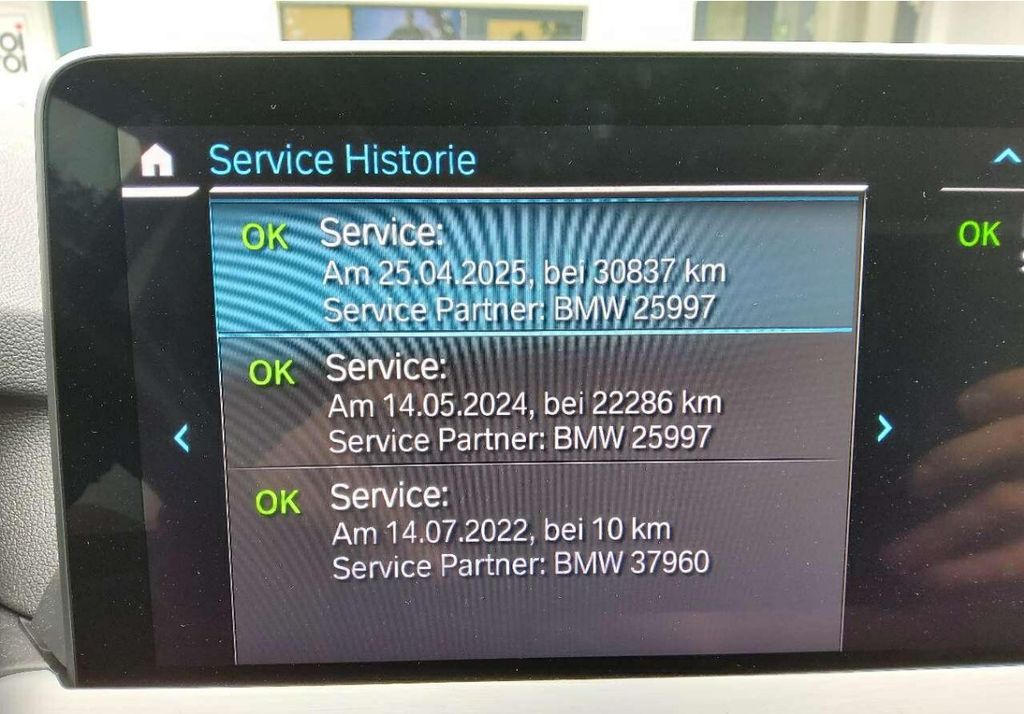 Service Historie
OK
Service:
Am 25.04.2025, bei 30837 km
Service Partner: BMW 25997
OK
Service:
Am 14.05.2024, bei 22286 km
Service Partner: BMW 25997
OK
Service:
Am 14.07.2022, bei 10 km
Service Partner: BMW 37960
OK